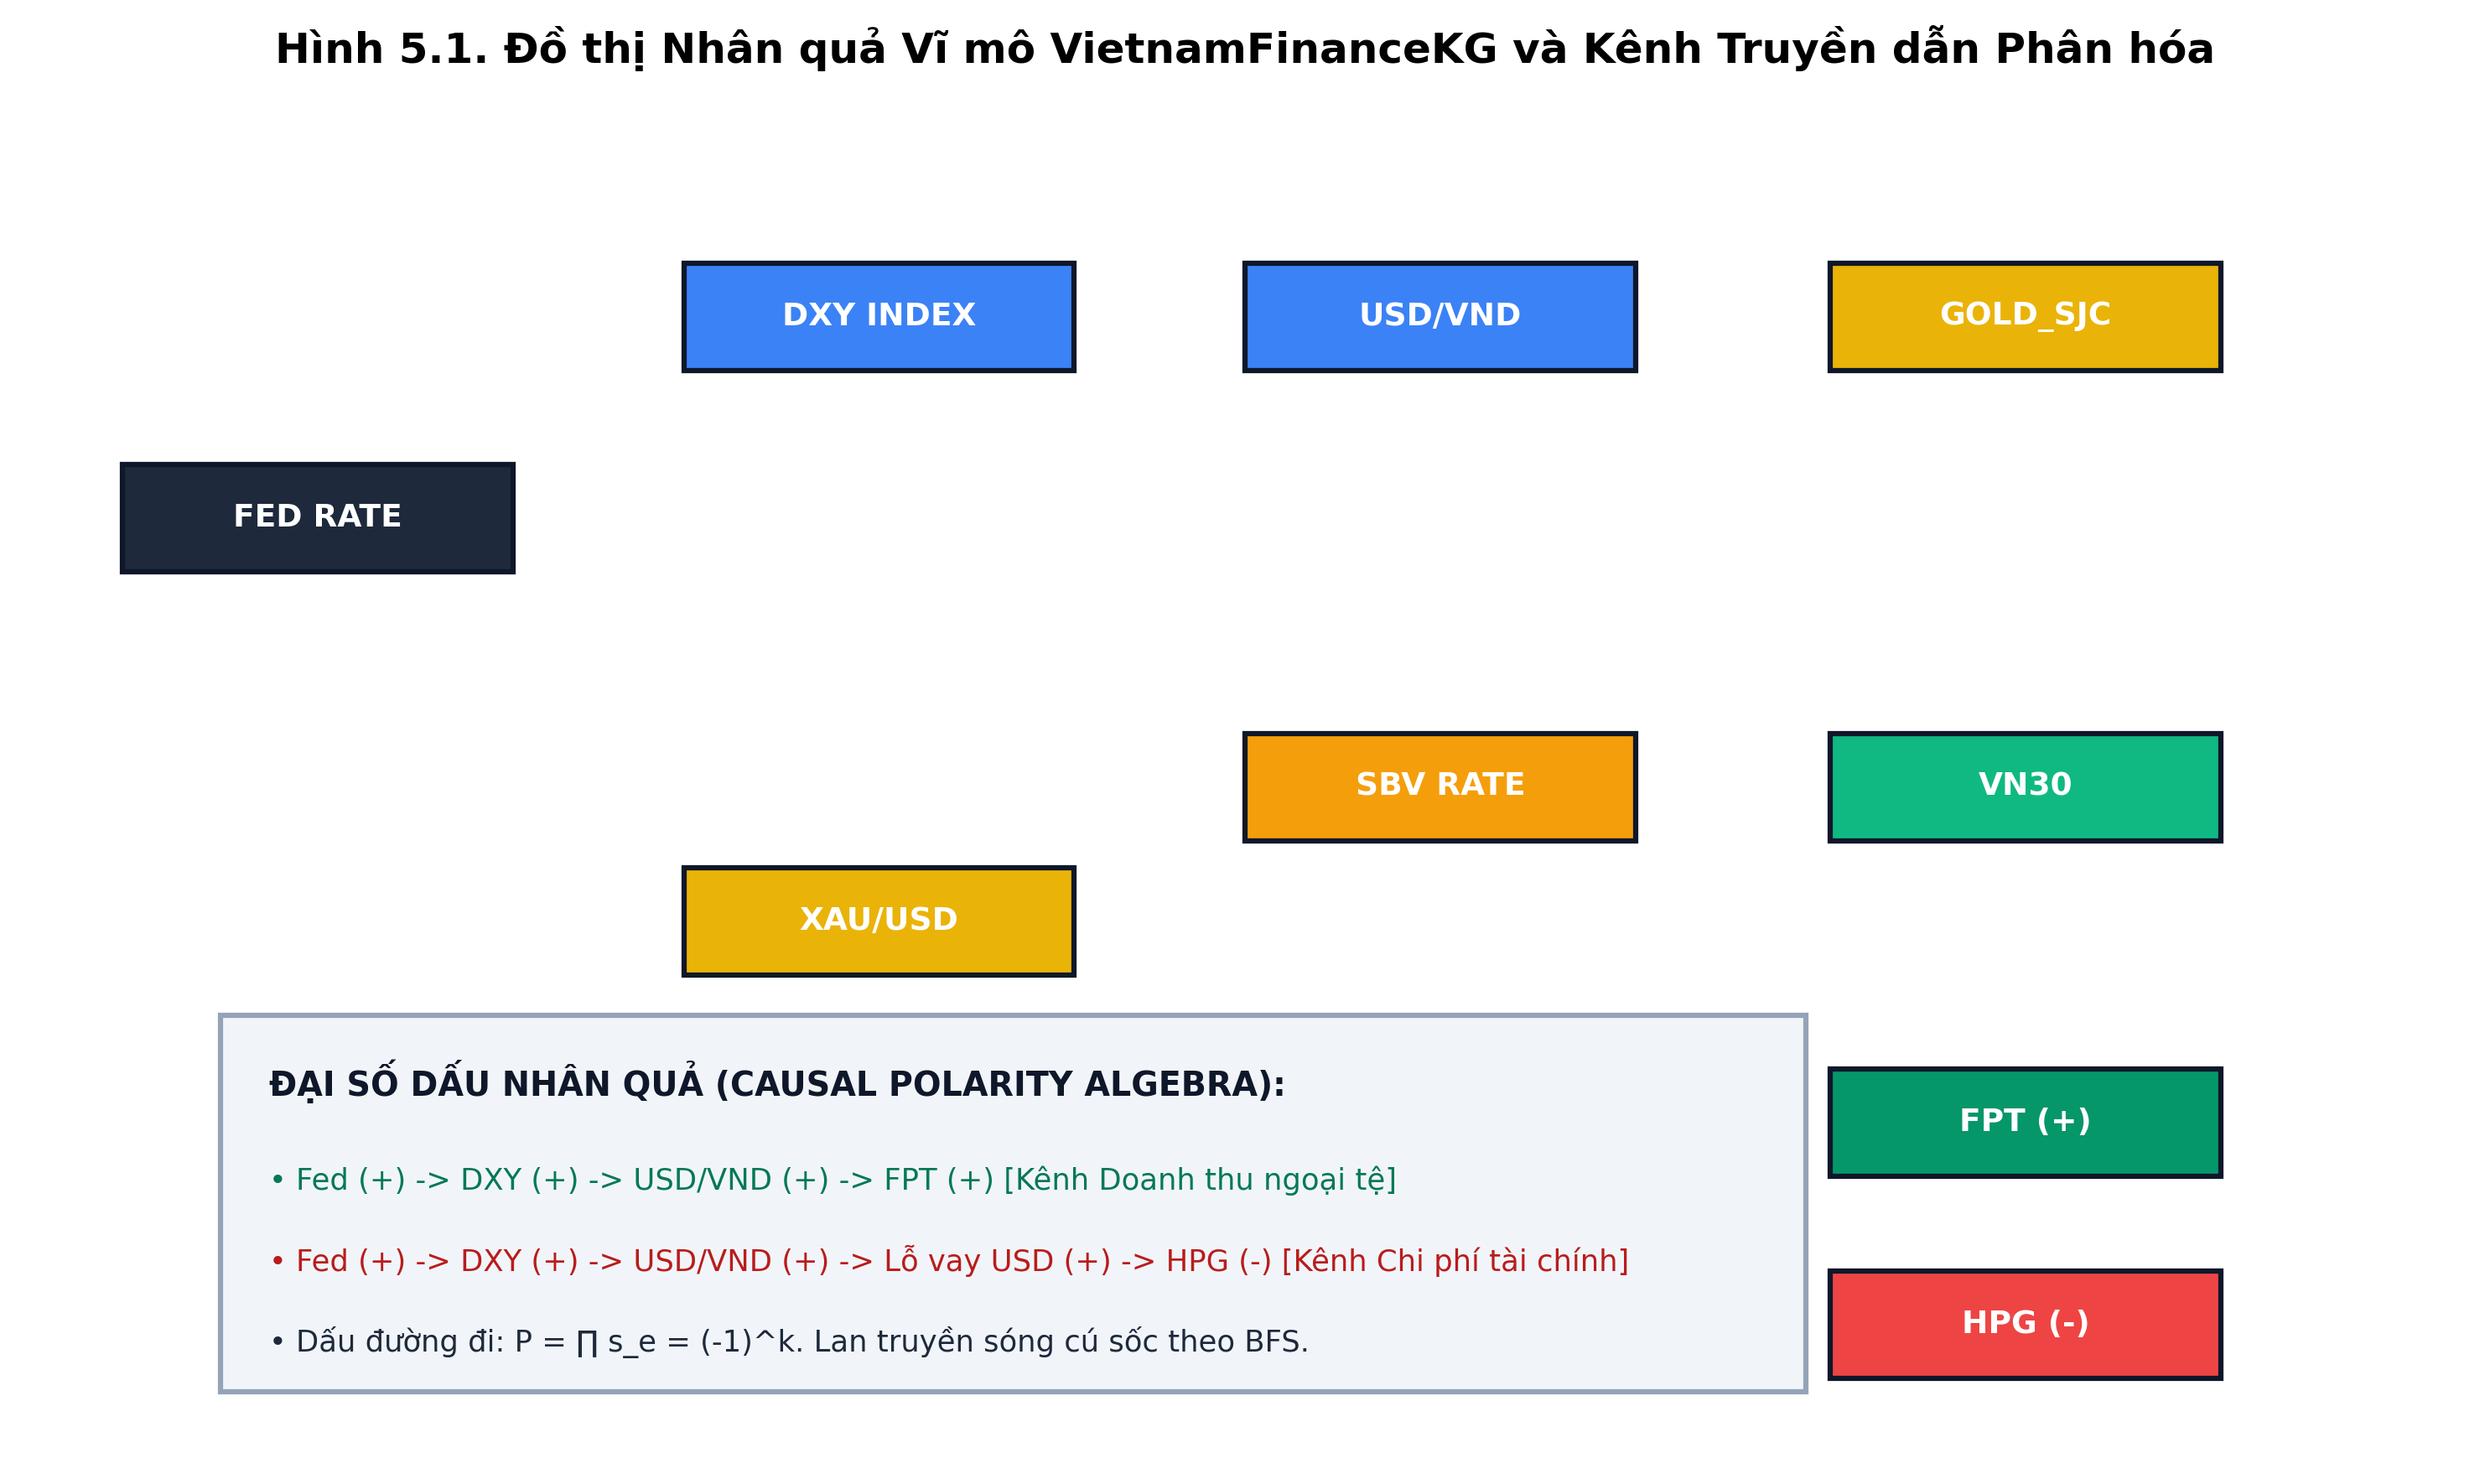 Hình 5.1. Đồ thị Nhân quả Vĩ mô VietnamFinanceKG và Kênh Truyền dẫn Phân hóa
DXY INDEX
USD/VND
GOLD_SJC
FED RATE
SBV RATE
VN30
XAU/USD
ĐẠI SỐ DẤU NHÂN QUẢ (CAUSAL POLARITY ALGEBRA):
• Fed (+) -> DXY (+) -> USD/VND (+) -> FPT (+) [Kênh Doanh thu ngoại tệ]
• Fed (+) -> DXY (+) -> USD/VND (+) -> Lỗ vay USD (+) -> HPG (-) [Kênh Chi phí tài chính]
• Dấu đường đi: P = ∏ s_e = (-1)^k. Lan truyền sóng cú sốc theo BFS.
FPT (+)
HPG (-)